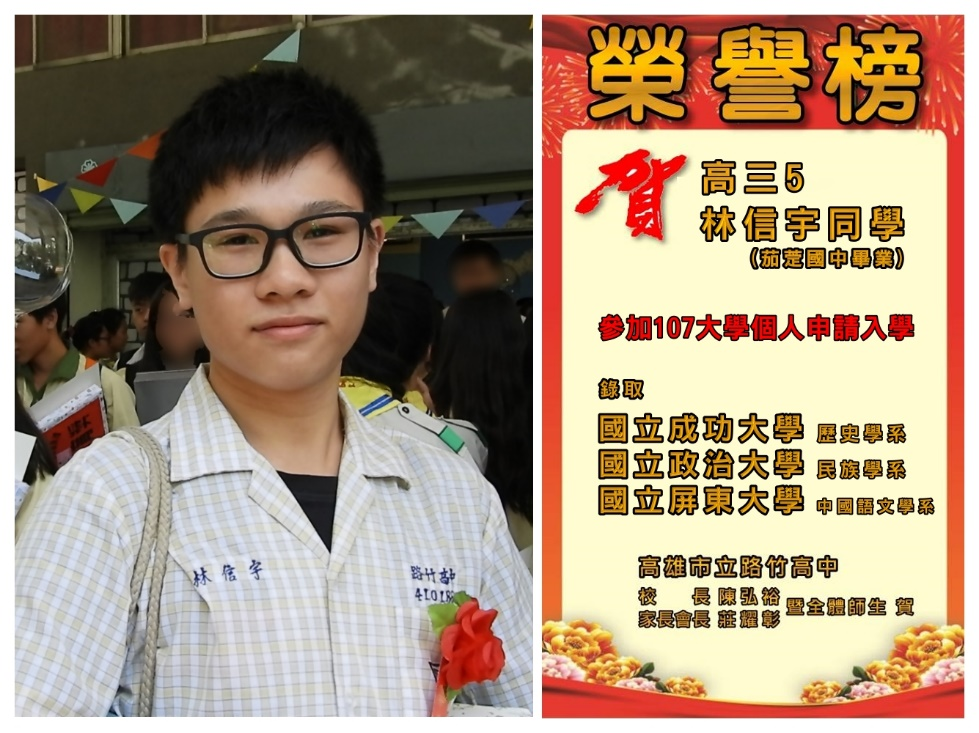 林信宇
路竹高中
榮譽榜
賀
高三5
林信宇同學
(茄萣國中畢業)
參加107大學個人申請入學
錄取
國立成功大學 歷史學系
國立政治大學 民族學系
國立屏東大學 中國語文學系
高雄市立路竹高中
校長 陳弘裕
家長會長 莊耀彰
暨全體師生 賀